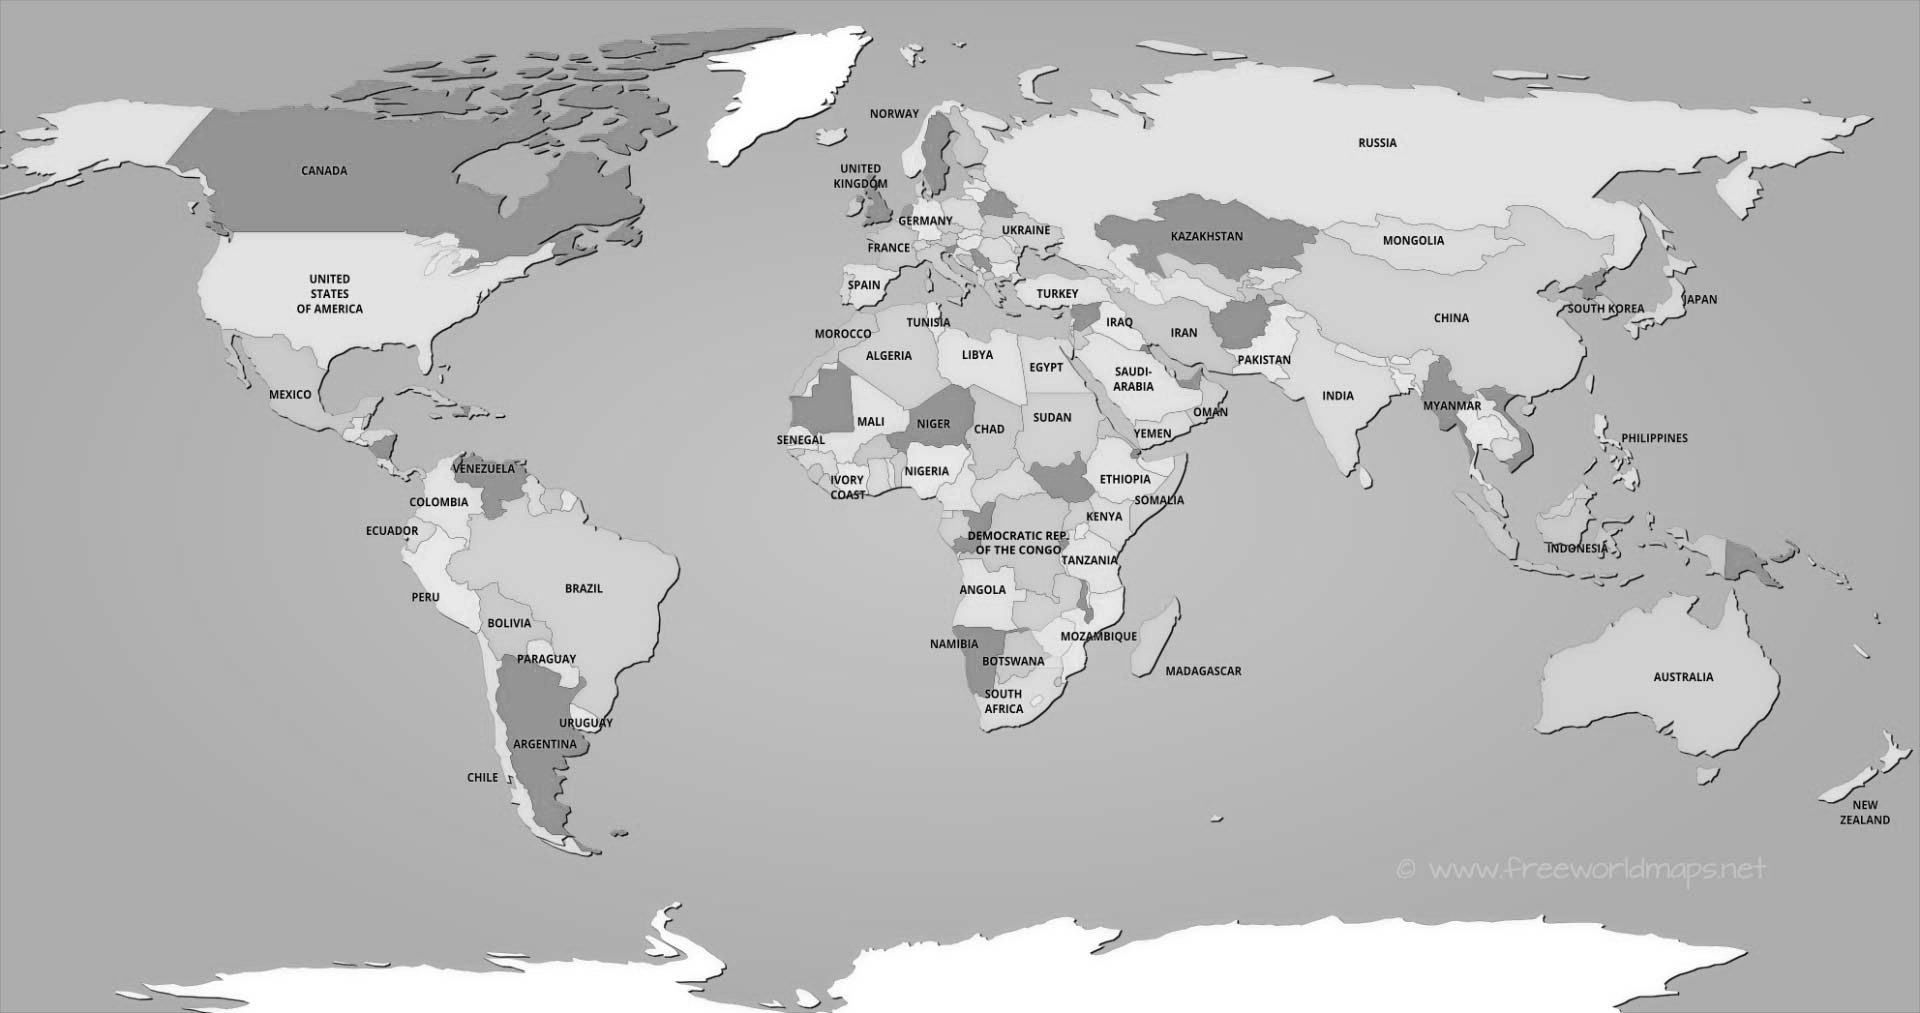 NORWAY
RUSSIA
CANADA
UNITED
KINGDOM
GERMANY
UKRAINE
KAZAKHSTAN
MONGOLIA
FRANCE
UNITED
STATES
OF AMERICA
SPAIN
TURKEY
JAPAN
SOUTH KOREA
CHINA
TUNISIA
IRAQ
MOROCCO
IRAN
ALGERIA
LIBYA
EGYPT
PAKISTAN
SAUDI-
ARABIA
MEXICO
INDIA
MYANMAR
OMAN
MALI
NIGER
CHAD
SUDAN
YEMEN
SENEGAL
PHILIPPINES
VENEZUELA
NIGERIA
IVORY
COAST
ETHIOPIA
COLOMBIA
SOMALIA
KENYA
ECUADOR
DEMOCRATIC REP.
OF THE CONGO
INDONESIA
TANZANIA
BRAZIL
ANGOLA
PERU
BOLIVIA
NAMIBIA
MOZAMBIQUE
PARAGUAY
BOTSWANA
MADAGASCAR
AUSTRALIA
SOUTH
AFRICA
URUGUAY
ARGENTINA
CHILE
NEW
ZEALAND
© www.freeworldmaps.net